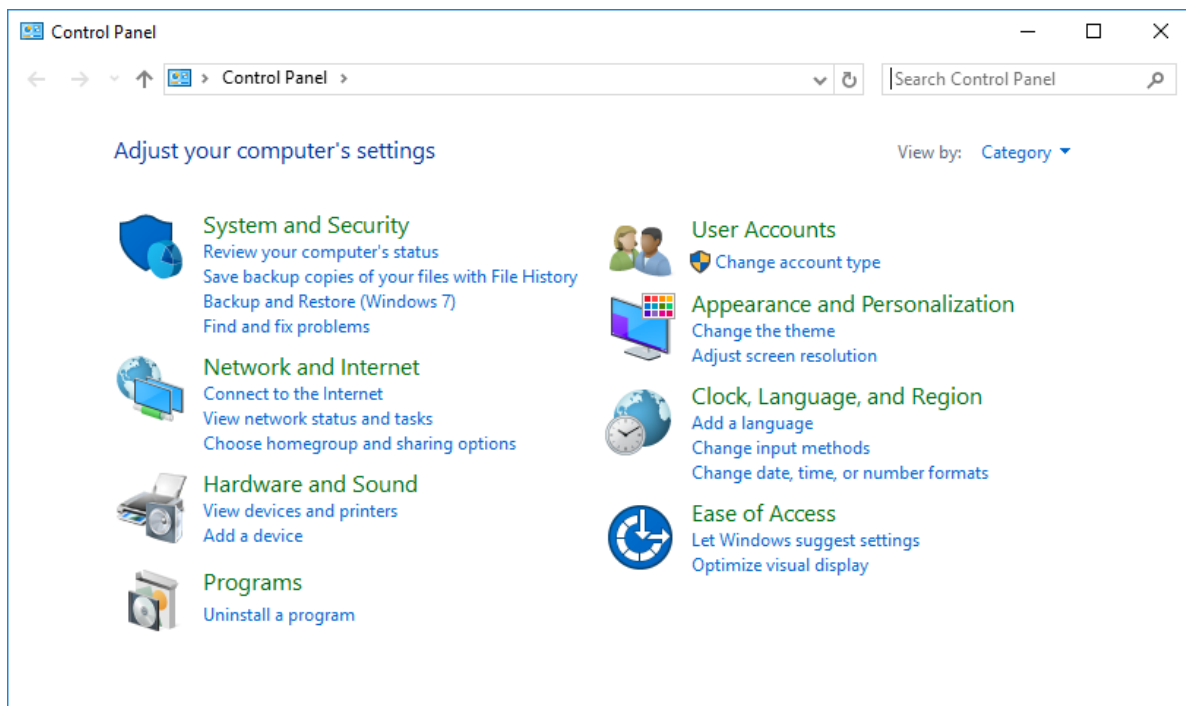 Control Panel
Control Panel
Search Control Panel
Adjust your computer's settings
View by: Category
System and Security
Review your computer's status
Save backup copies of your files with File History
Backup and Restore (Windows 7)
Find and fix problems
Network and Internet
Connect to the Internet
View network status and tasks
Choose homegroup and sharing options
Hardware and Sound
View devices and printers
Add a device
Programs
Uninstall a program
User Accounts
Change account type
Appearance and Personalization
Change the theme
Adjust screen resolution
Clock, Language, and Region
Add a language
Change input methods
Change date, time, or number formats
Ease of Access
Let Windows suggest settings
Optimize visual display